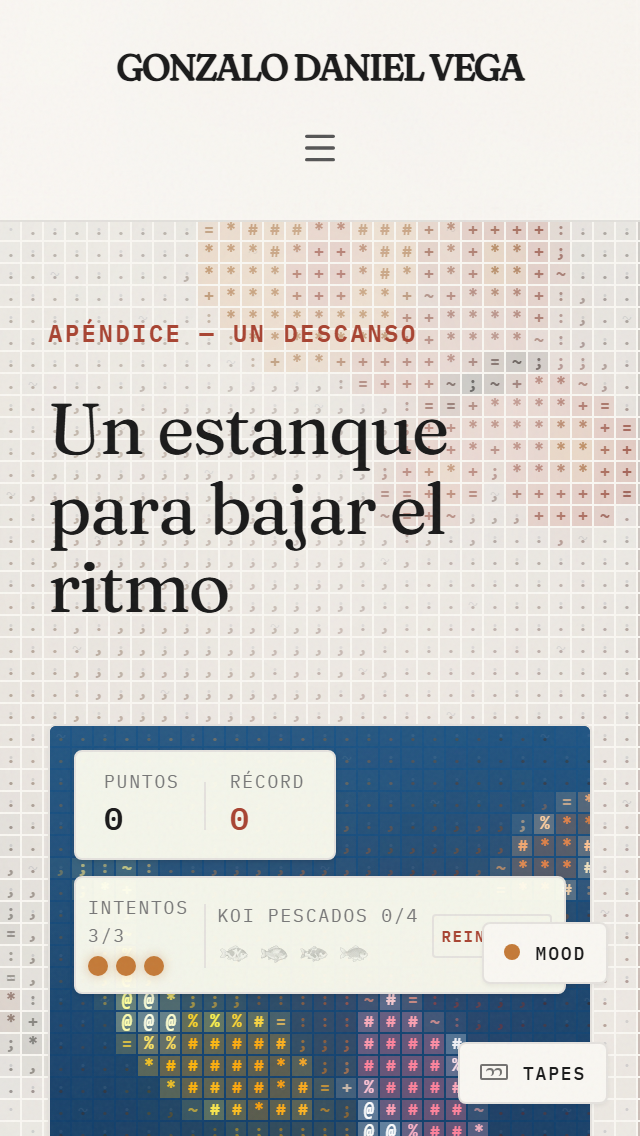 GONZALO DANIEL VEGA
APÉNDICE — UN DESCANSO
Un estanque
para bajar el
ritmo
PUNTOS
0
RÉCORD
0
INTENTOS
3/3
KOI PESCADOS 0/4
MOOD
TAPES